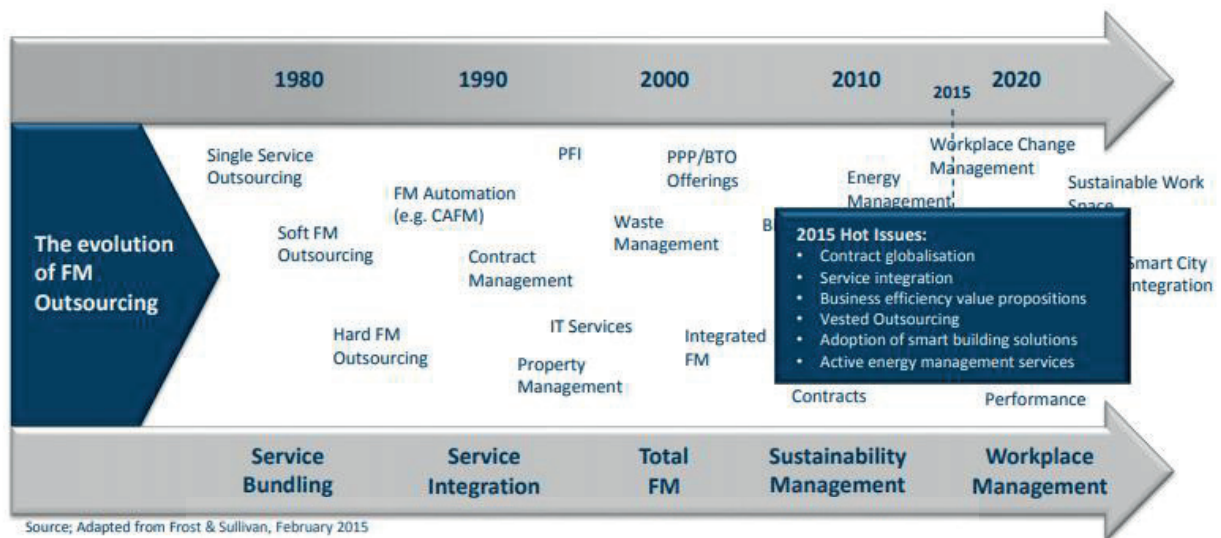 1980
1990
2000
2010
2015
2020
The evolution
of FM
Outsourcing
Single Service
Outsourcing
Soft FM
Outsourcing
Hard FM
Outsourcing
FM Automation
(e.g. CAFM)
PFI
Contract
Management
IT Services
Property
Management
PPP/BTO
Offerings
Waste
Management
Integrated
FM
Energy
Management
Workplace Change
Management
Sustainable Work
Space
2015 Hot Issues:
• Contract globalisation
• Service integration
• Business efficiency value propositions
• Vested Outsourcing
• Adoption of smart building solutions
• Active energy management services
Smart City
Integration
Contracts
Performance
Service
Bundling
Service
Integration
Total
FM
Sustainability
Management
Workplace
Management
Source; Adapted from Frost & Sullivan, February 2015